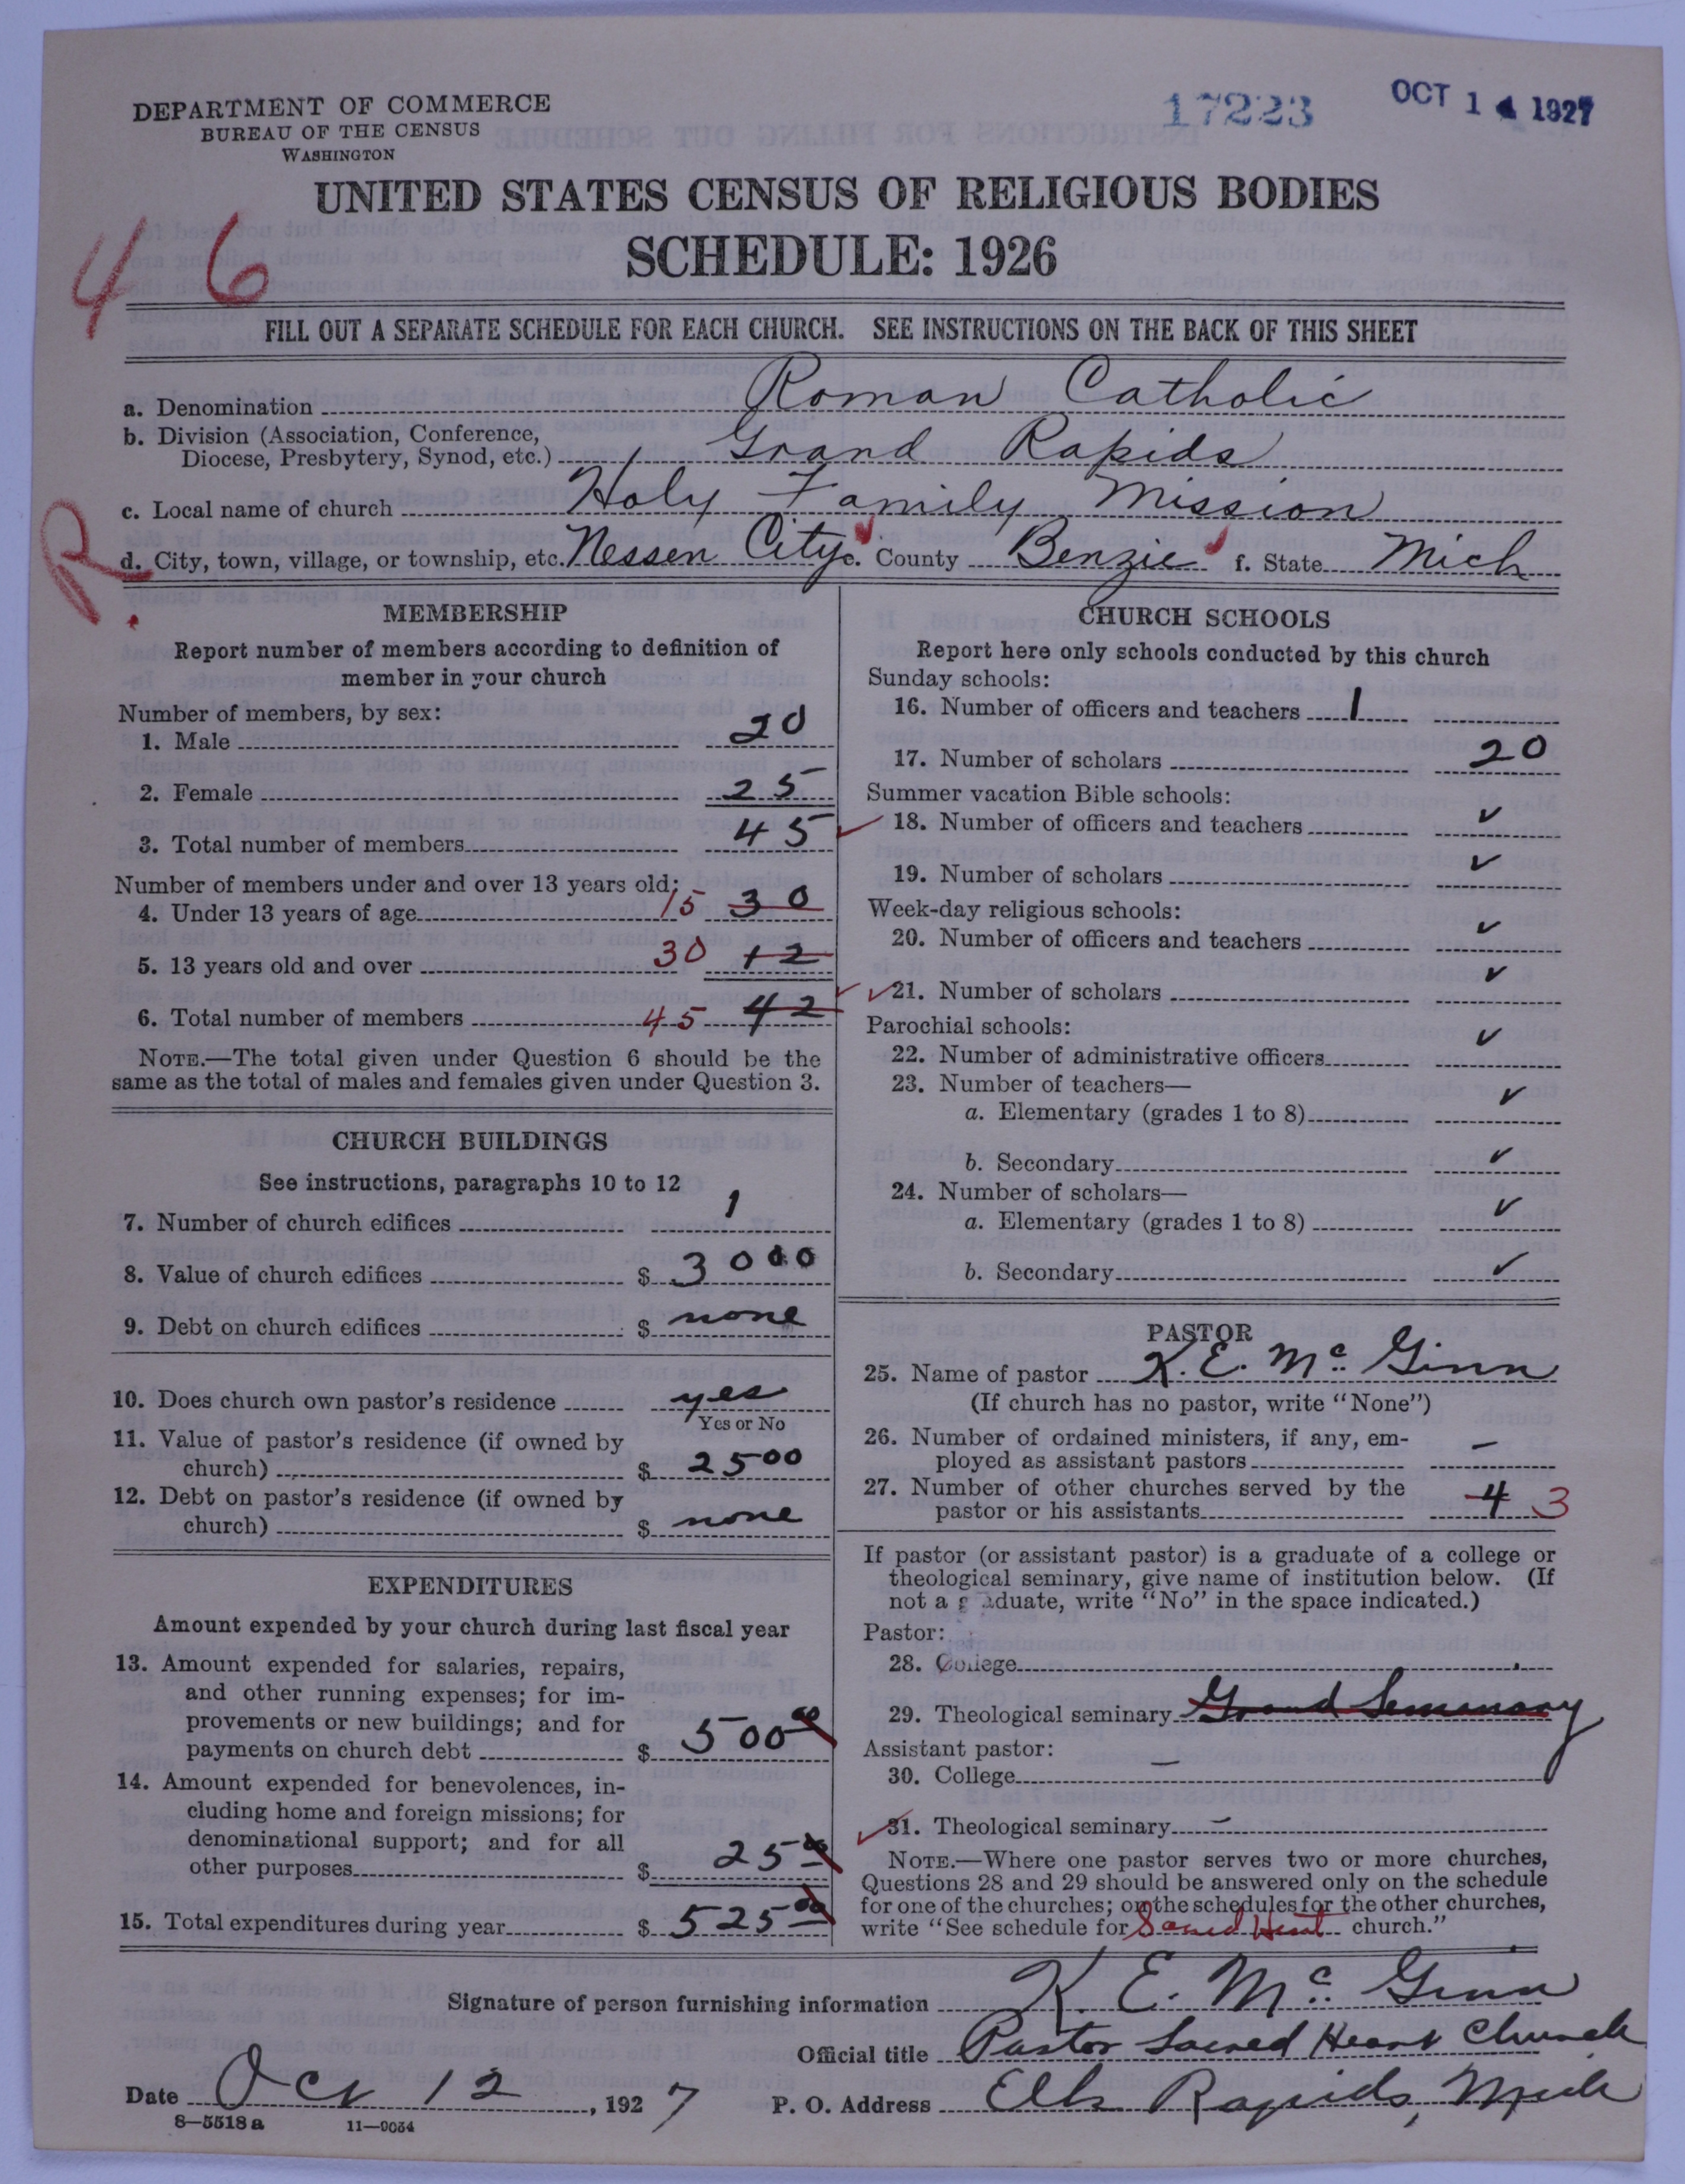 17223 OCT 14 1927
DEPARTMENT OF COMMERCE
BUREAU OF THE CENSUS
WASHINGTON
UNITED STATES CENSUS OF RELIGIOUS BODIES
SCHEDULE: 1926
46
FILL OUT A SEPARATE SCHEDULE FOR EACH CHURCH. SEE INSTRUCTIONS ON THE BACK OF THIS SHEET
a. Denomination Roman Catholic
b. Division (Association, Conference,
Diocese, Presbytery, Synod, etc.) Grand Rapids
c. Local name of church Holy Family Mission
R. d. City, town, village, or township, etc. Nessen City e. County Benzie f. State Mich
MEMBERSHIP
Report number of members according to definition of
member in your church
Number of members, by sex:
1. Male 20
2. Female 25
3. Total number of members 45
Number of members under and over 13 years old:
4. Under 13 years of age 15 30
5. 13 years old and over 30 12
6. Total number of members 45 42
NOTE.—The total given under Question 6 should be the
same as the total of males and females given under Question 3.
CHURCH BUILDINGS
See instructions, paragraphs 10 to 12
7. Number of church edifices 1
8. Value of church edifices $ 3000
9. Debt on church edifices $ none
10. Does church own pastor's residence yes
Yes or No
11. Value of pastor's residence (if owned by
church) $ 2500
12. Debt on pastor's residence (if owned by
church) $ none
EXPENDITURES
Amount expended by your church during last fiscal year
13. Amount expended for salaries, repairs,
and other running expenses; for im-
provements or new buildings; and for
payments on church debt $ 500 00
14. Amount expended for benevolences, in-
cluding home and foreign missions; for
denominational support; and for all
other purposes $ 25 00
15. Total expenditures during year $ 525 00
CHURCH SCHOOLS
Report here only schools conducted by this church
Sunday schools:
16. Number of officers and teachers 1
17. Number of scholars 20
Summer vacation Bible schools:
18. Number of officers and teachers ✓
19. Number of scholars ✓
Week-day religious schools:
20. Number of officers and teachers ✓
21. Number of scholars ✓
Parochial schools:
22. Number of administrative officers ✓
23. Number of teachers—
a. Elementary (grades 1 to 8) ✓
b. Secondary ✓
24. Number of scholars—
a. Elementary (grades 1 to 8) ✓
b. Secondary ✓
PASTOR
25. Name of pastor K. E. Mc Ginn
(If church has no pastor, write "None")
26. Number of ordained ministers, if any, em-
ployed as assistant pastors —
27. Number of other churches served by the
pastor or his assistants 4 3
If pastor (or assistant pastor) is a graduate of a college or
theological seminary, give name of institution below. (If
not a graduate, write "No" in the space indicated.)
Pastor:
28. College
29. Theological seminary Grand Seminary
Assistant pastor:
30. College —
31. Theological seminary —
NOTE.—Where one pastor serves two or more churches,
Questions 28 and 29 should be answered only on the schedule
for one of the churches; on the schedules for the other churches,
write "See schedule for Sacred Heart church."
Signature of person furnishing information K. E. Mc Ginn
Official title Pastor Sacred Heart Church
Date Oct 12, 1927 P. O. Address Elk Rapids, Mich
8—5518a 11—9034